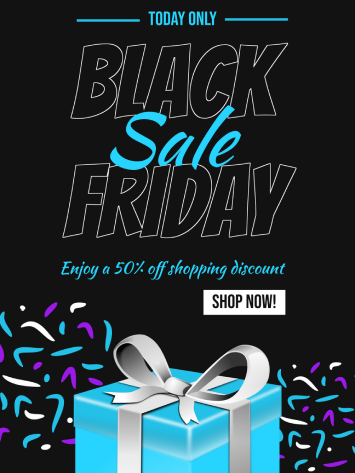 TODAY ONLY
BLACK
Sale
FRIDAY
Enjoy a 50% off shopping discount
SHOP NOW!